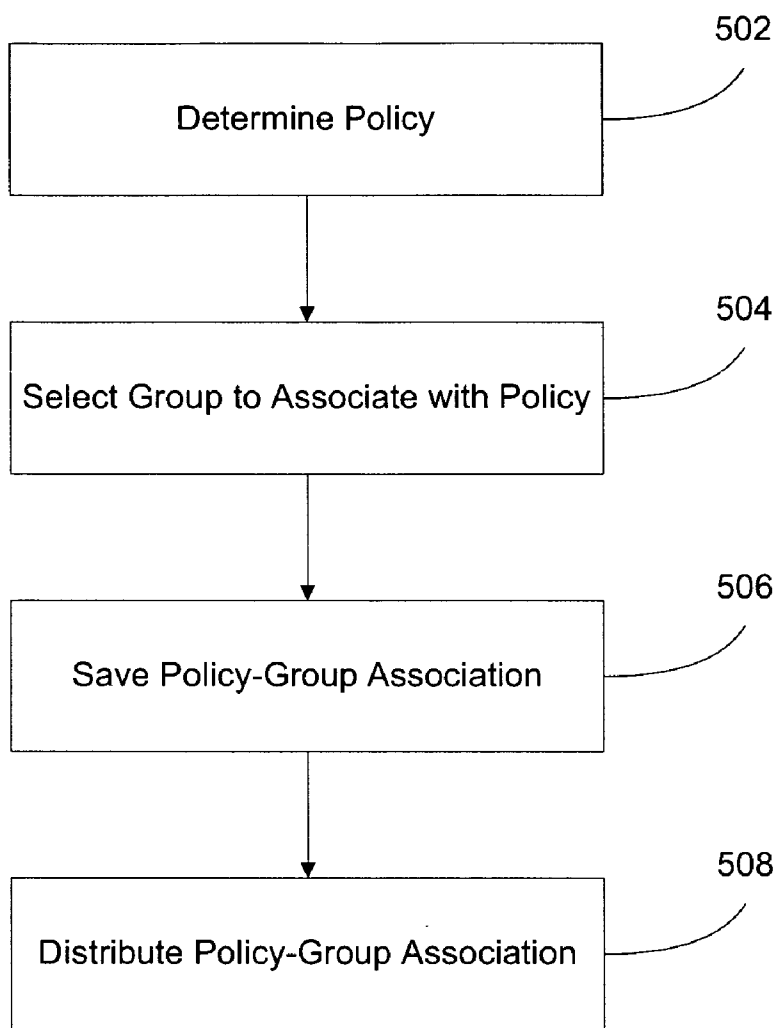 502
Determine Policy
504
Select Group to Associate with Policy
506
Save Policy-Group Association
508
Distribute Policy-Group Association